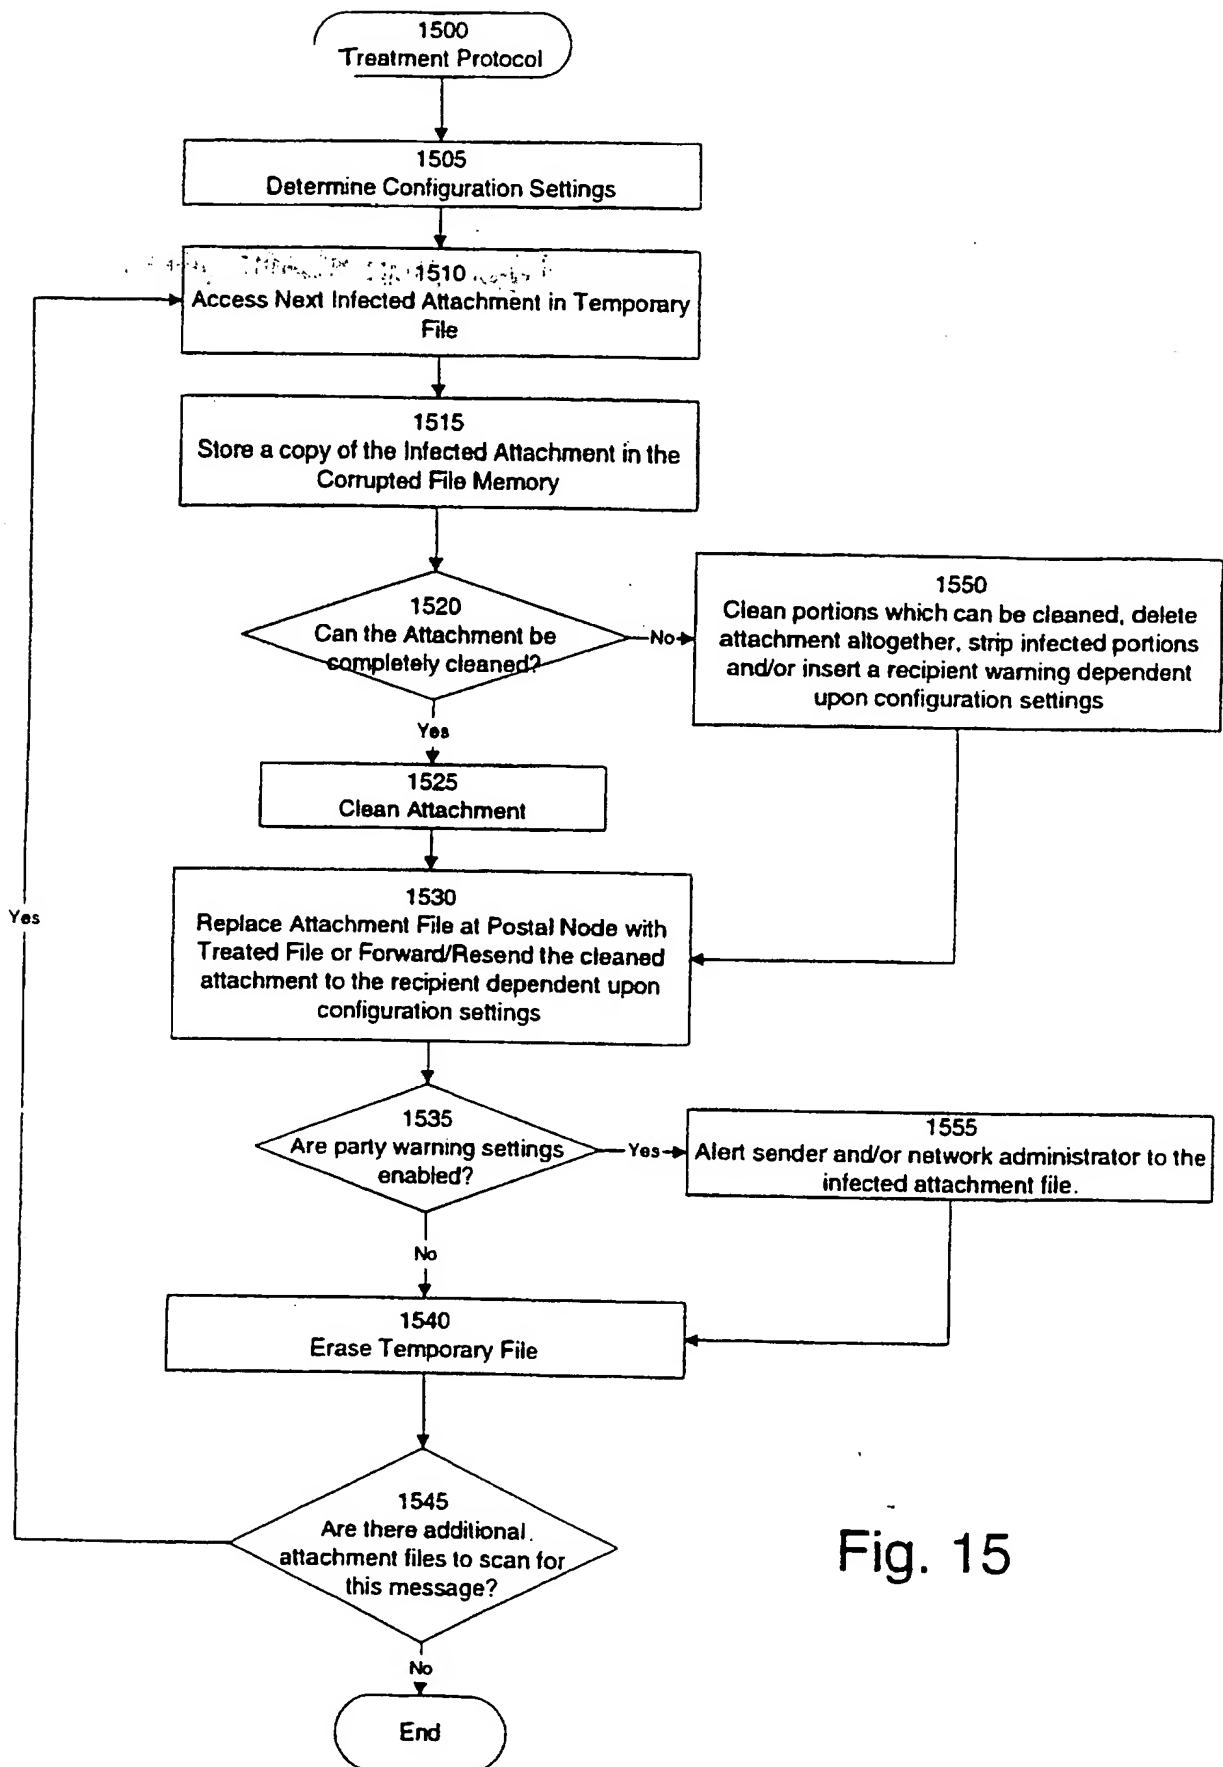 1500
Treatment Protocol
1505
Determine Configuration Settings
1510
Access Next Infected Attachment in Temporary
File
1515
Store a copy of the Infected Attachment in the
Corrupted File Memory
1520
Can the Attachment be
completely cleaned?
No
1550
Clean portions which can be cleaned, delete
attachment altogether, strip infected portions
and/or insert a recipient warning dependent
upon configuration settings
Yes
1525
Clean Attachment
1530
Replace Attachment File at Postal Node with
Treated File or Forward/Resend the cleaned
attachment to the recipient dependent upon
configuration settings
Yes
1535
Are party warning settings
enabled?
Yes
1555
Alert sender and/or network administrator to the
infected attachment file.
No
1540
Erase Temporary File
1545
Are there additional
attachment files to scan for
this message?
Fig. 15
No
End